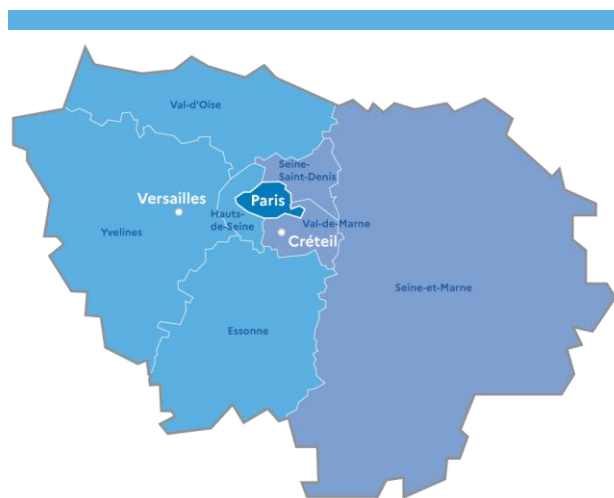 Val-d'Oise
Seine-
Saint-Denis
Versailles
Paris
Hauts-
de-Seine
Val-de-Marne
Yvelines
Créteil
Seine-et-Marne
Essonne